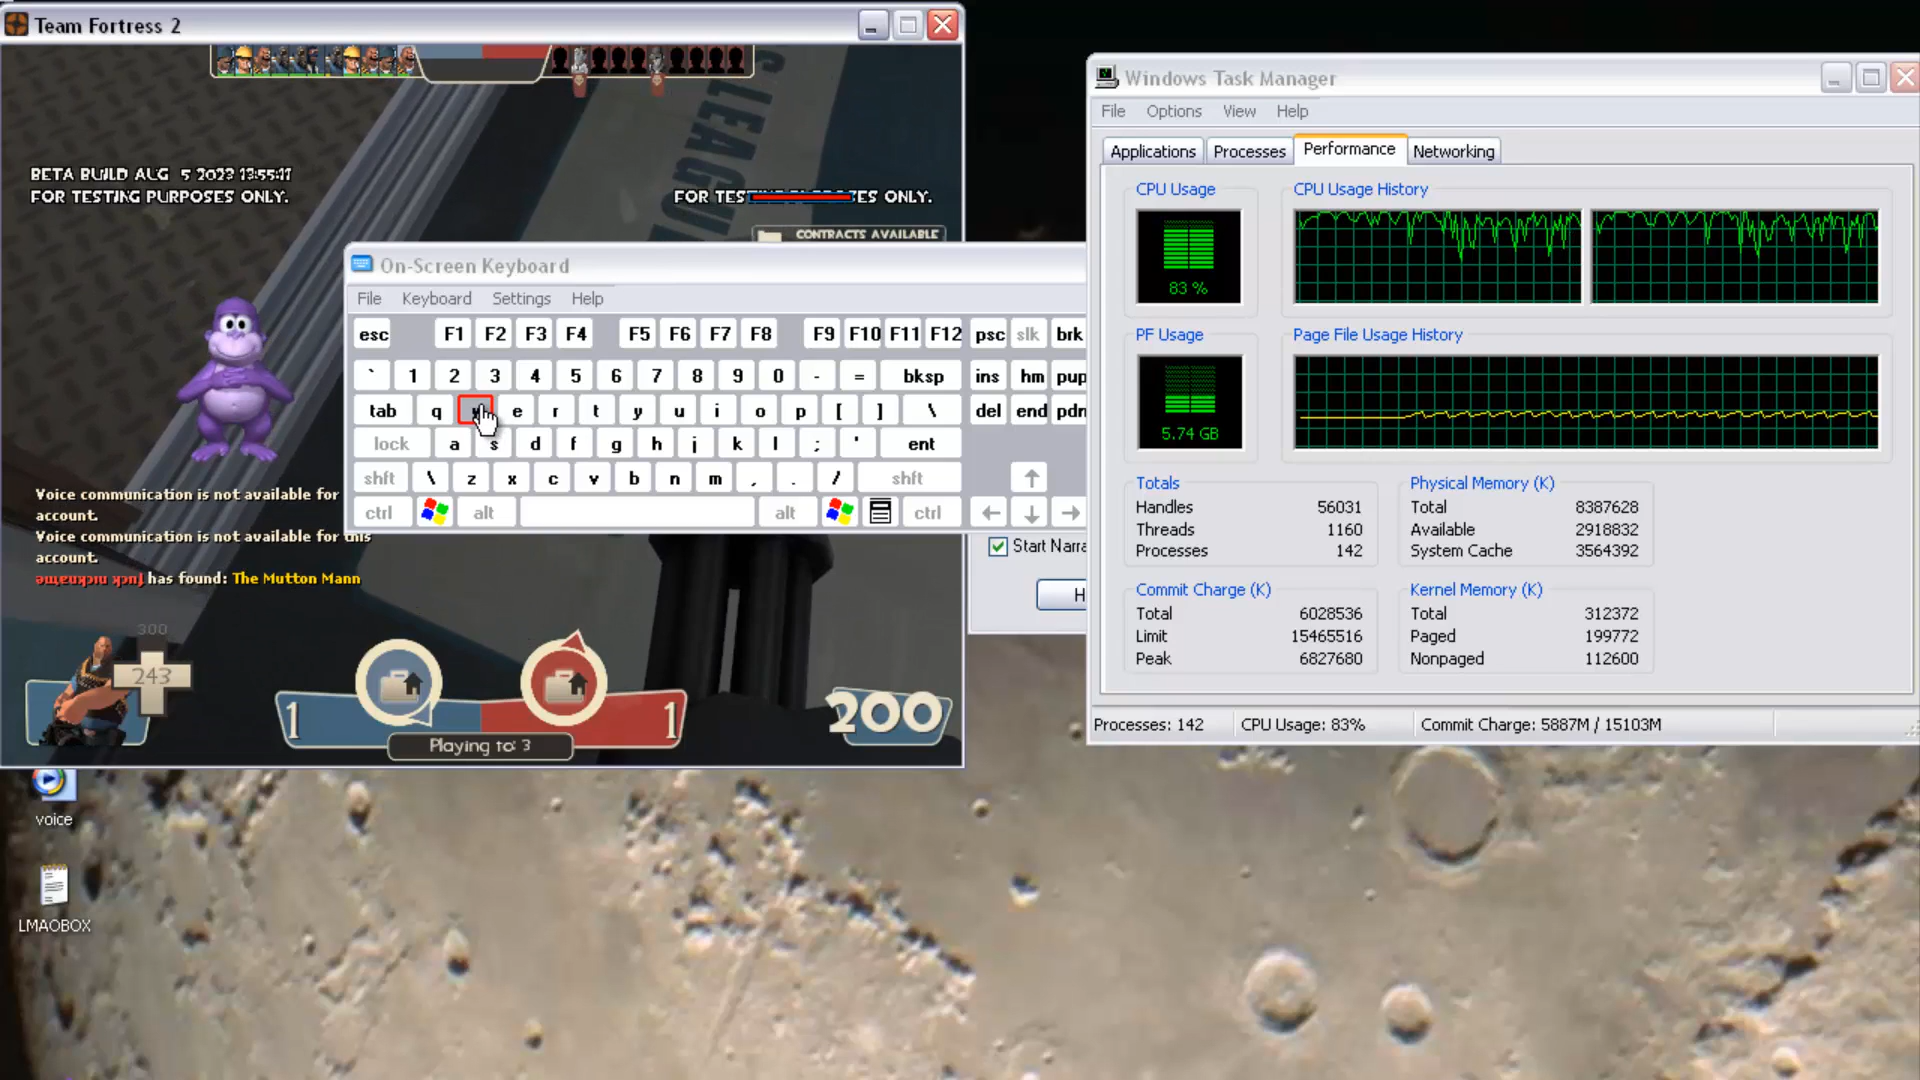 Team Fortress 2
C LEAGU
BETA BUILD AUG 5 2023 13:55:11
FOR TESTING PURPOSES ONLY.
FOR TES ES ONLY.
CONTRACTS AVAILABLE
Voice communication is not available for
account.
Voice communication is not available for this
account.
has found: The Mutton Mann
300
243
1
1
Playing to: 3
200
On-Screen Keyboard
File Keyboard Settings Help
esc F1 F2 F3 F4 F5 F6 F7 F8 F9 F10 F11 F12 psc slk brk
` 1 2 3 4 5 6 7 8 9 0 - = bksp ins hm pup
tab q e r t y u i o p [ ] \ del end pdn
lock a s d f g h j k l ; ' ent
shft \ z x c v b n m , . / shft
ctrl alt alt ctrl
Start Narra
H
Windows Task Manager
File Options View Help
Applications Processes Performance Networking
CPU Usage
83 %
CPU Usage History
PF Usage
5.74 GB
Page File Usage History
Totals
Handles 56031
Threads 1160
Processes 142
Physical Memory (K)
Total 8387628
Available 2918832
System Cache 3564392
Commit Charge (K)
Total 6028536
Limit 15465516
Peak 6827680
Kernel Memory (K)
Total 312372
Paged 199772
Nonpaged 112600
Processes: 142 CPU Usage: 83% Commit Charge: 5887M / 15103M
voice
LMAOBOX